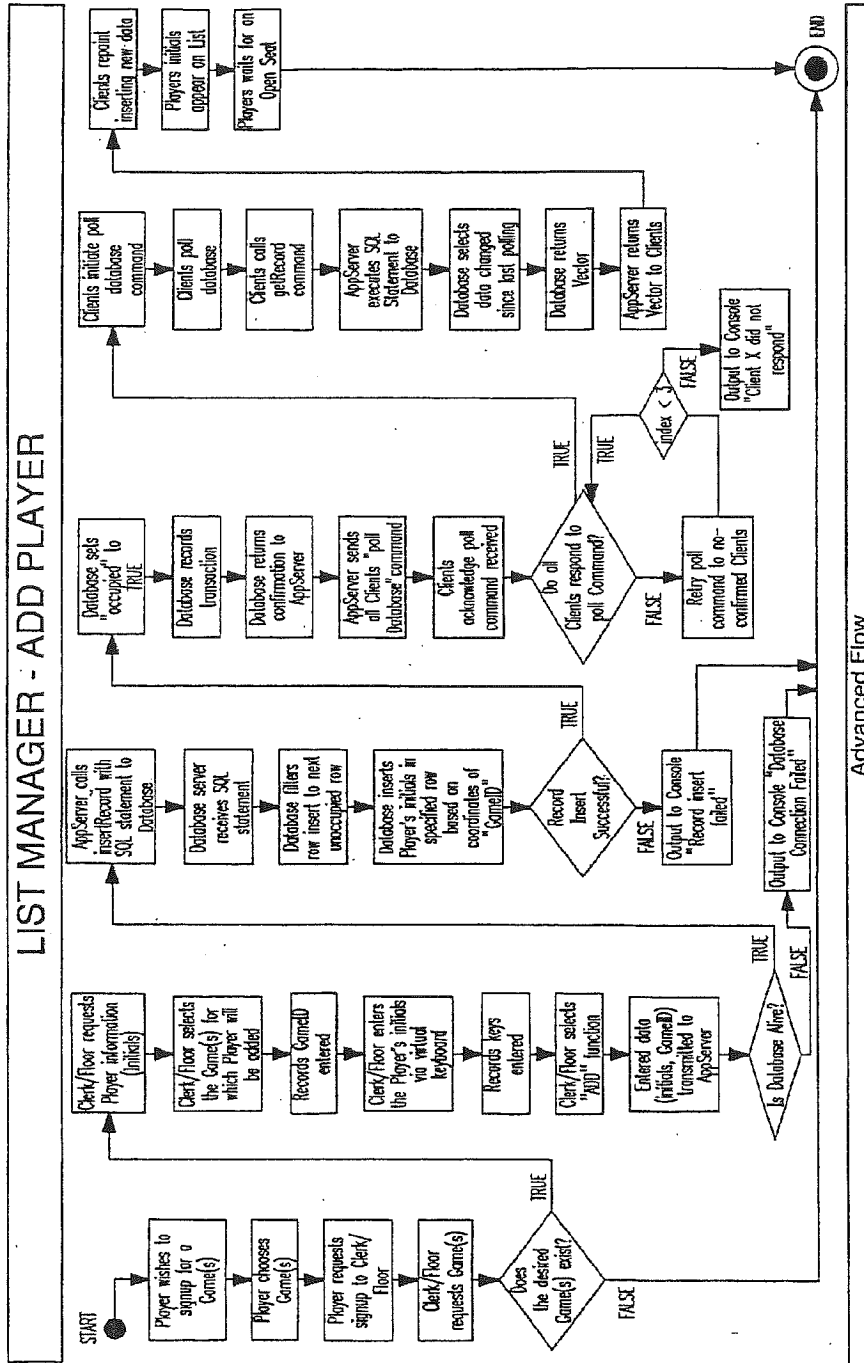 LIST MANAGER - ADD PLAYER
START
Player wishes to
signup for a
Game(s)
Player chooses
Game(s)
Player requests
signup to Clerk/
Floor
Clerk/Floor
requests Game(s)
Does
the desired
Game(s) exist?
TRUE
FALSE
Clerk/Floor requests
Player information
(Initials)
Clerk/Floor selects
the Game(s) for
which Player will
be added
Records GameID
entered
Clerk/Floor enters
the Player's initials
via virtual
keyboard
Records keys
entered
Clerk/Floor selects
"ADD" function
Entered data
(initials, GameID)
transmitted to
AppServer
Is Database Alive?
TRUE
FALSE
Output to Console "Database
Connection Failed"
AppServer calls
insertRecord with
SQL statement to
Database
Database server
receives SQL
statement
Database filters
row insert to next
unoccupied row
Database inserts
Player's initials in
specified row
based on
coordinates of
"GameID"
Record
Insert
Successful?
TRUE
FALSE
Output to Console
"Record insert
failed"
Database sets
"occupied" to
TRUE
Database records
transaction
Database returns
confirmation to
AppServer
AppServer sends
all Clients "poll
Database" command
Clients
acknowledge poll
command received
Do all
Clients respond to
poll Command?
TRUE
TRUE
FALSE
Retry poll
command to no-
confirmed Clients
index < 3
FALSE
Output to Console
"Client X did not
respond"
Clients initiate poll
database
command
Clients poll
database
Clients calls
getRecord
command
AppServer
executes SQL
Statement to
Database
Database selects
data changed
since last polling
Database returns
Vector
AppServer returns
Vector to Clients
Clients repaint
inserting new data
Players initials
appear on List
Players waits for an
Open Seat
END
Advanced Flow